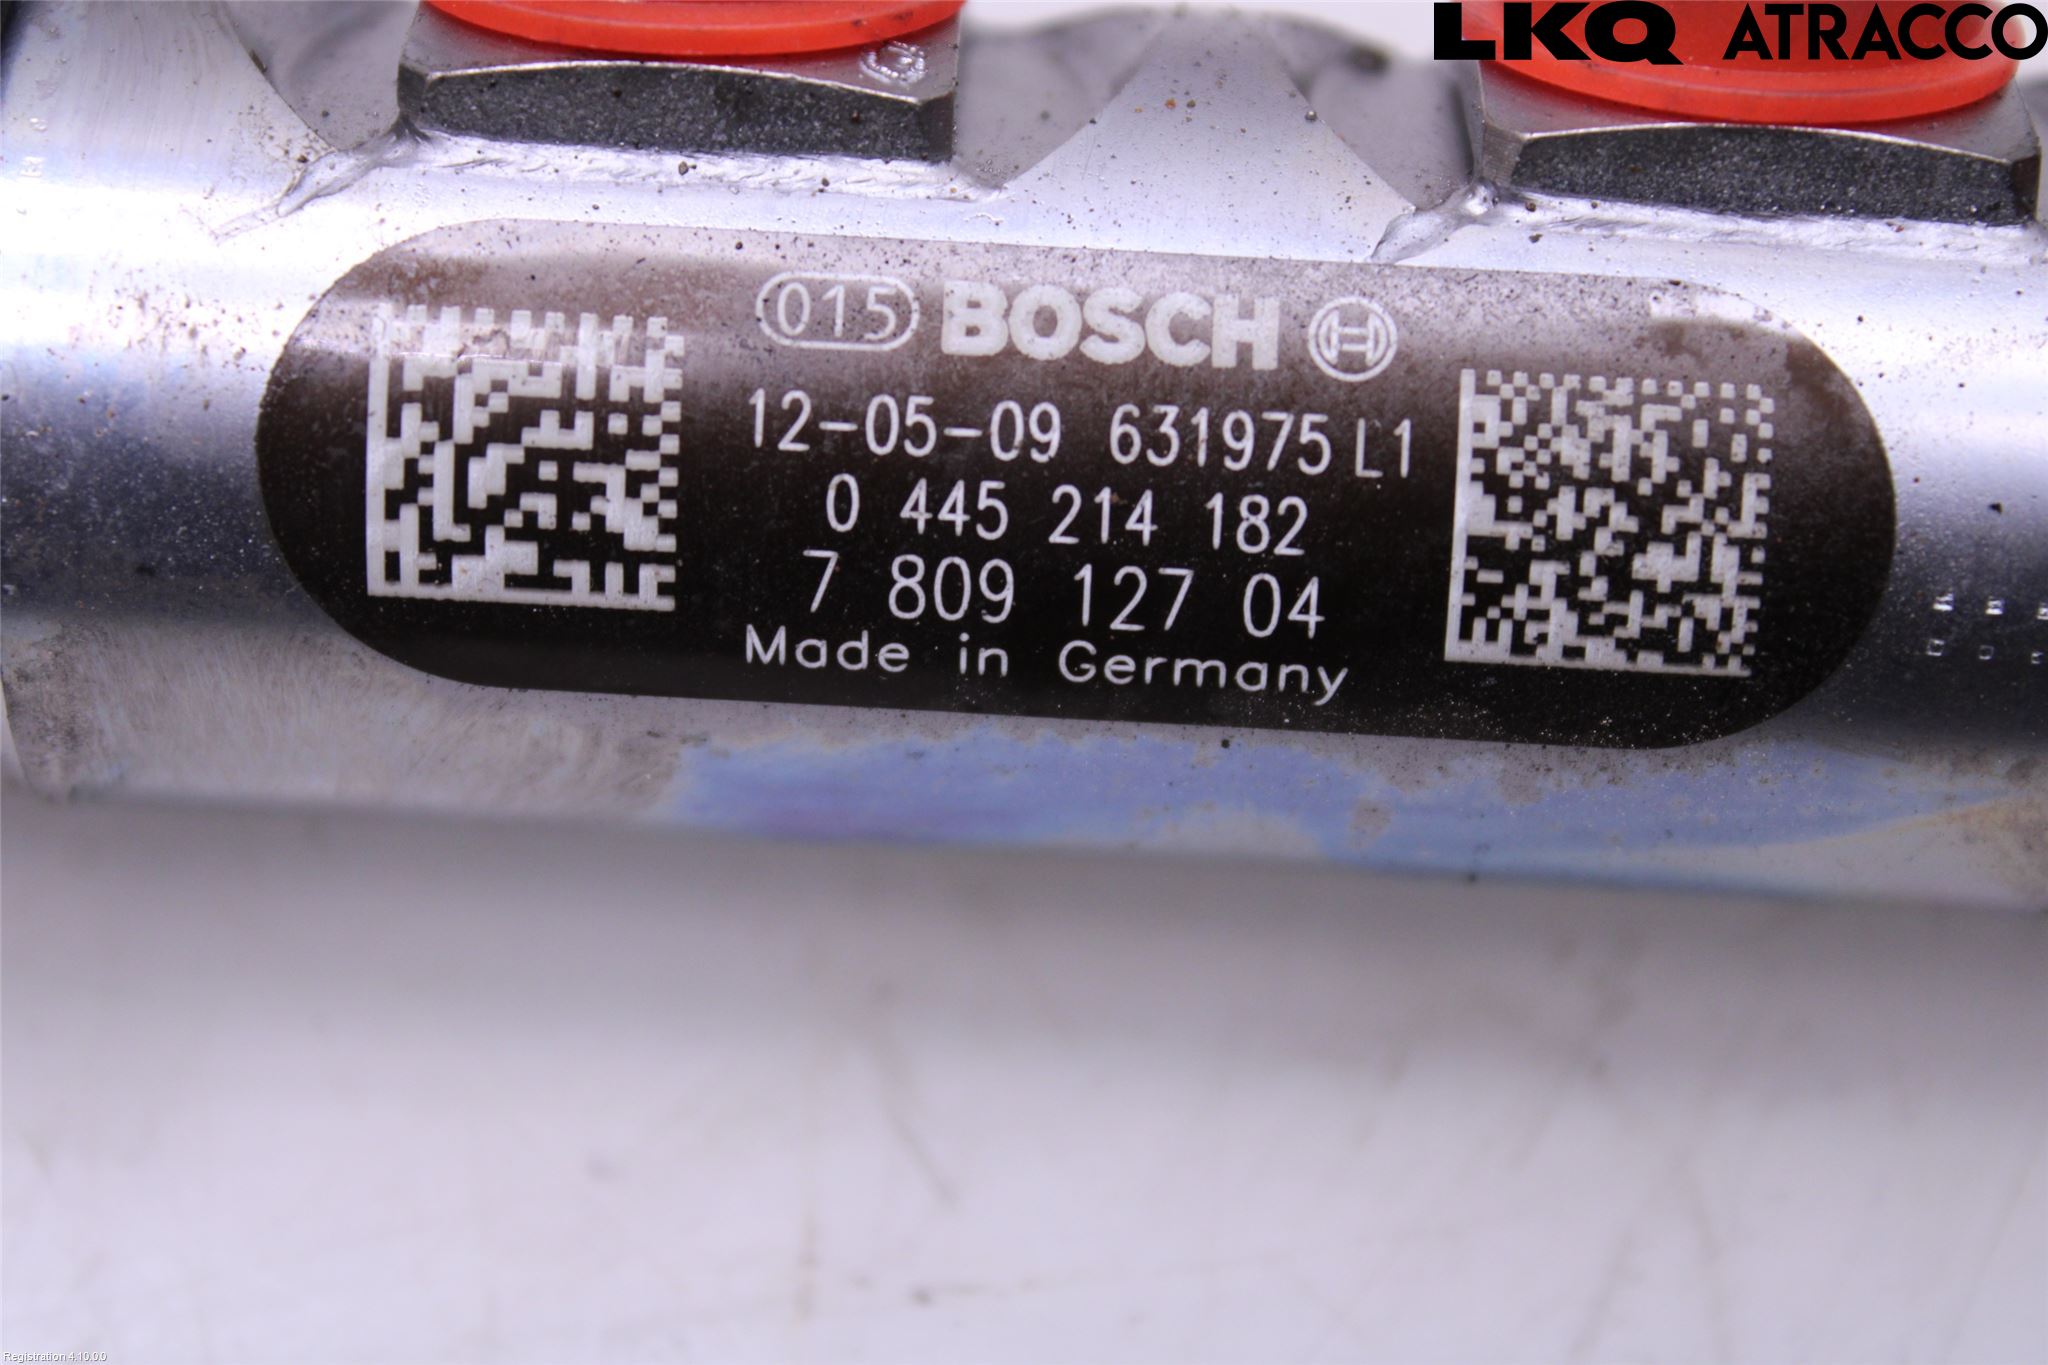 LKQ ATRACCO
015 BOSCH
12-05-09 631975 L1
0 445 214 182
7 809 127 04
Made in Germany
Registration 4.10.0.0